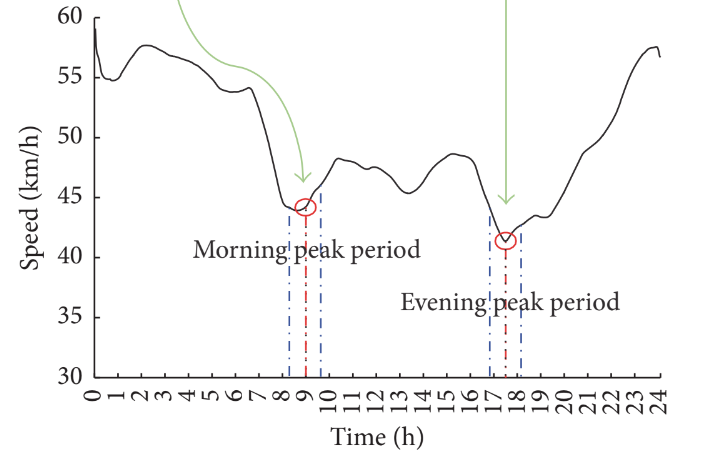 60
55
50
45
40
35
30
Speed (km/h)
Morning peak period
Evening peak period
0 1 2 3 4 5 6 7 8 9 10 11 12 13 14 15 16 17 18 19 20 21 22 23 24
Time (h)